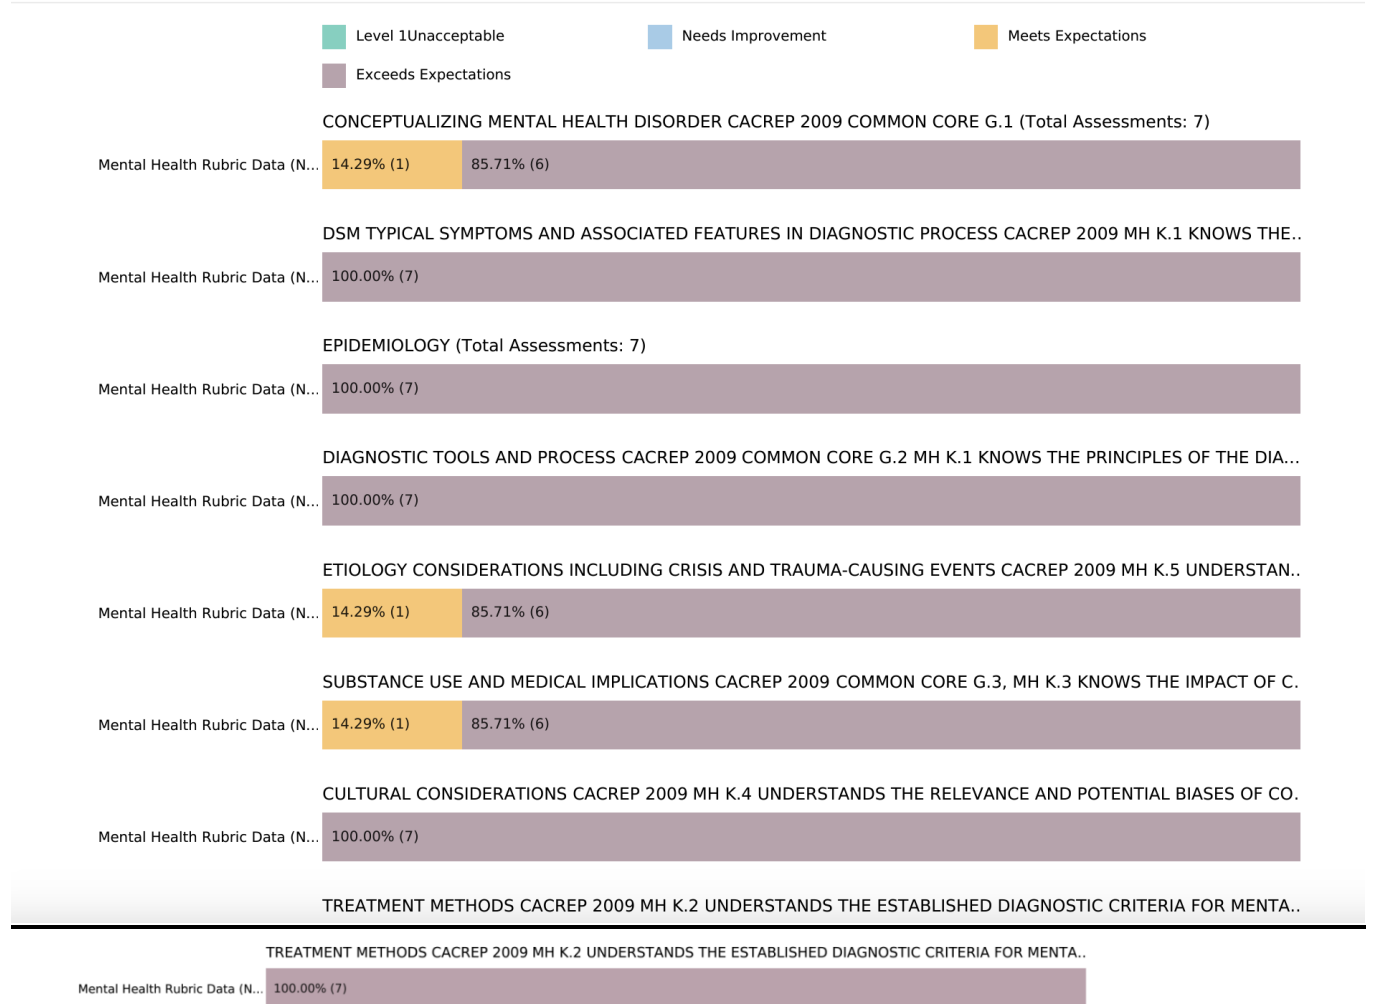 Level 1Unacceptable Needs Improvement Meets Expectations
Exceeds Expectations
CONCEPTUALIZING MENTAL HEALTH DISORDER CACREP 2009 COMMON CORE G.1 (Total Assessments: 7)
Mental Health Rubric Data (N... 14.29% (1) 85.71% (6)
DSM TYPICAL SYMPTOMS AND ASSOCIATED FEATURES IN DIAGNOSTIC PROCESS CACREP 2009 MH K.1 KNOWS THE..
Mental Health Rubric Data (N... 100.00% (7)
EPIDEMIOLOGY (Total Assessments: 7)
Mental Health Rubric Data (N... 100.00% (7)
DIAGNOSTIC TOOLS AND PROCESS CACREP 2009 COMMON CORE G.2 MH K.1 KNOWS THE PRINCIPLES OF THE DIA...
Mental Health Rubric Data (N... 100.00% (7)
ETIOLOGY CONSIDERATIONS INCLUDING CRISIS AND TRAUMA-CAUSING EVENTS CACREP 2009 MH K.5 UNDERSTAN..
Mental Health Rubric Data (N... 14.29% (1) 85.71% (6)
SUBSTANCE USE AND MEDICAL IMPLICATIONS CACREP 2009 COMMON CORE G.3, MH K.3 KNOWS THE IMPACT OF C.
Mental Health Rubric Data (N... 14.29% (1) 85.71% (6)
CULTURAL CONSIDERATIONS CACREP 2009 MH K.4 UNDERSTANDS THE RELEVANCE AND POTENTIAL BIASES OF CO.
Mental Health Rubric Data (N... 100.00% (7)
TREATMENT METHODS CACREP 2009 MH K.2 UNDERSTANDS THE ESTABLISHED DIAGNOSTIC CRITERIA FOR MENTA..
TREATMENT METHODS CACREP 2009 MH K.2 UNDERSTANDS THE ESTABLISHED DIAGNOSTIC CRITERIA FOR MENTA..
Mental Health Rubric Data (N... 100.00% (7)